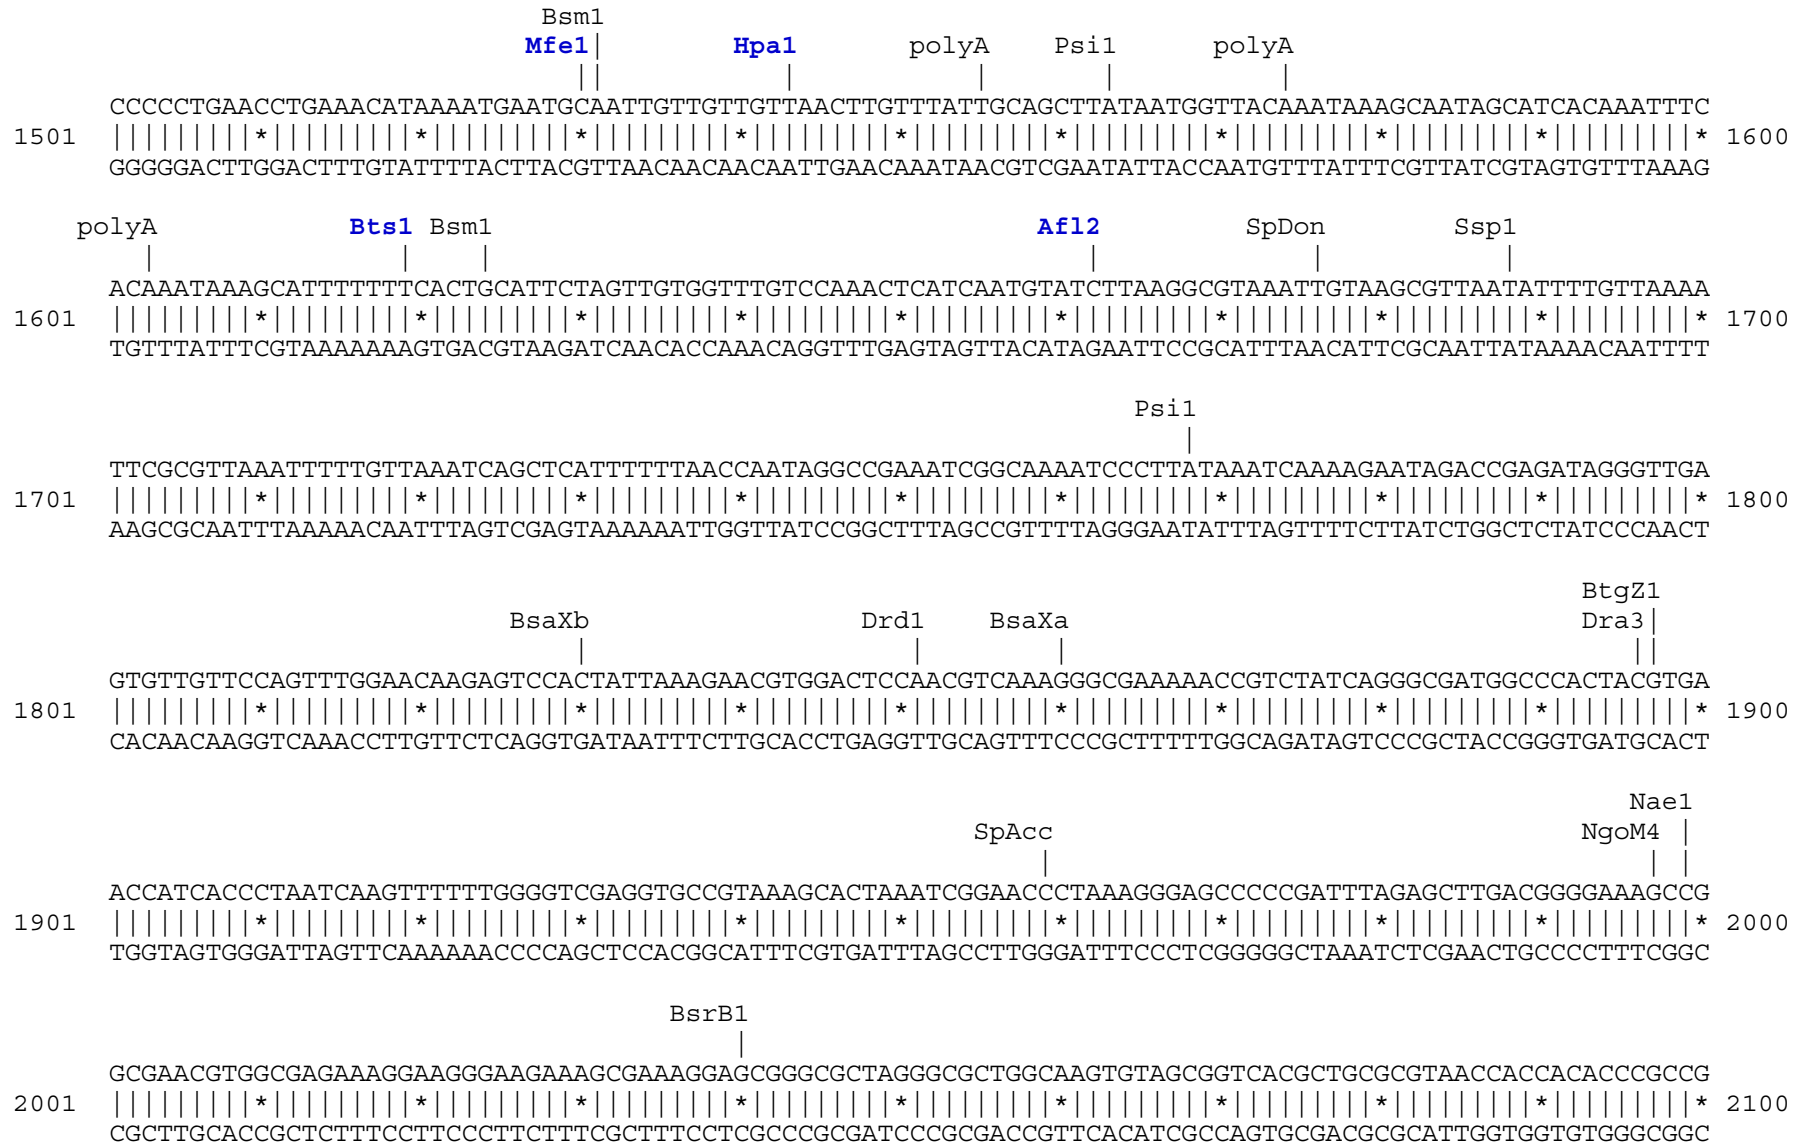 Bsm1
Mfe1| Hpa1 polyA Psi1 polyA
|| | | | |
CCCCCTGAACCTGAAACATAAAATGAATGCAATTGTTGTTGTTAACTTGTTTATTGCAGCTTATAATGGTTACAAATAAAGCAATAGCATCACAAATTTC
1501 |||||||||*|||||||||*|||||||||*|||||||||*|||||||||*|||||||||*|||||||||*|||||||||*|||||||||*|||||||||* 1600
GGGGGACTTGGACTTTGTATTTTACTTACGTTAACAACAACAATTGAACAAATAACGTCGAATATTACCAATGTTTATTTCGTTATCGTAGTGTTTAAAG
polyA Bts1 Bsm1 Afl2 SpDon Ssp1
| | | | | |
ACAAATAAAGCATTTTTTTCACTGCATTCTAGTTGTGGTTTGTCCAAACTCATCAATGTATCTTAAGGCGTAAATTGTAAGCGTTAATATTTTGTTAAAA
1601 |||||||||*|||||||||*|||||||||*|||||||||*|||||||||*|||||||||*|||||||||*|||||||||*|||||||||*|||||||||* 1700
TGTTTATTTCGTAAAAAAAGTGACGTAAGATCAACACCAAACAGGTTTGAGTAGTTACATAGAATTCCGCATTTAACATTCGCAATTATAAAACAATTTT
Psi1
|
TTCGCGTTAAATTTTTGTTAAATCAGCTCATTTTTTAACCAATAGGCCGAAATCGGCAAAATCCCTTATAAATCAAAAGAATAGACCGAGATAGGGTTGA
1701 |||||||||*|||||||||*|||||||||*|||||||||*|||||||||*|||||||||*|||||||||*|||||||||*|||||||||*|||||||||* 1800
AAGCGCAATTTAAAAACAATTTAGTCGAGTAAAAAATTGGTTATCCGGCTTTAGCCGTTTTAGGGAATATTTAGTTTTCTTATCTGGCTCTATCCCAACT
BtgZ1
BsaXb Drd1 BsaXa Dra3|
| | | ||
GTGTTGTTCCAGTTTGGAACAAGAGTCCACTATTAAAGAACGTGGACTCCAACGTCAAAGGGCGAAAAACCGTCTATCAGGGCGATGGCCCACTACGTGA
1801 |||||||||*|||||||||*|||||||||*|||||||||*|||||||||*|||||||||*|||||||||*|||||||||*|||||||||*|||||||||* 1900
CACAACAAGGTCAAACCTTGTTCTCAGGTGATAATTTCTTGCACCTGAGGTTGCAGTTTCCCGCTTTTTGGCAGATAGTCCCGCTACCGGGTGATGCACT
Nae1
SpAcc NgoM4 |
| | |
ACCATCACCCTAATCAAGTTTTTTGGGGTCGAGGTGCCGTAAAGCACTAAATCGGAACCCTAAAGGGAGCCCCCGATTTAGAGCTTGACGGGGAAAGCCG
1901 |||||||||*|||||||||*|||||||||*|||||||||*|||||||||*|||||||||*|||||||||*|||||||||*|||||||||*|||||||||* 2000
TGGTAGTGGGATTAGTTCAAAAAACCCCAGCTCCACGGCATTTCGTGATTTAGCCTTGGGATTTCCCTCGGGGGCTAAATCTCGAACTGCCCCTTTCGGC
BsrB1
|
GCGAACGTGGCGAGAAAGGAAGGGAAGAAAGCGAAAGGAGCGGGCGCTAGGGCGCTGGCAAGTGTAGCGGTCACGCTGCGCGTAACCACCACACCCGCCG
2001 |||||||||*|||||||||*|||||||||*|||||||||*|||||||||*|||||||||*|||||||||*|||||||||*|||||||||*|||||||||* 2100
CGCTTGCACCGCTCTTTCCTTCCCTTCTTTCGCTTTCCTCGCCCGCGATCCCGCGACCGTTCACATCGCCAGTGCGACGCGCATTGGTGGTGTGGGCGGC